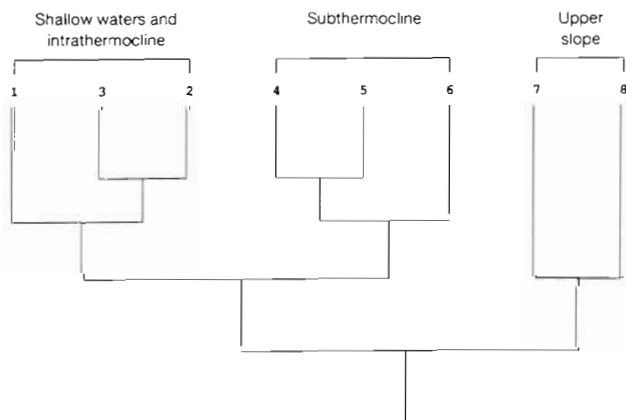 Shallow waters and
intrathermocline
Subthermocline
Upper
slope
1 3 2 4 5 6 7 8